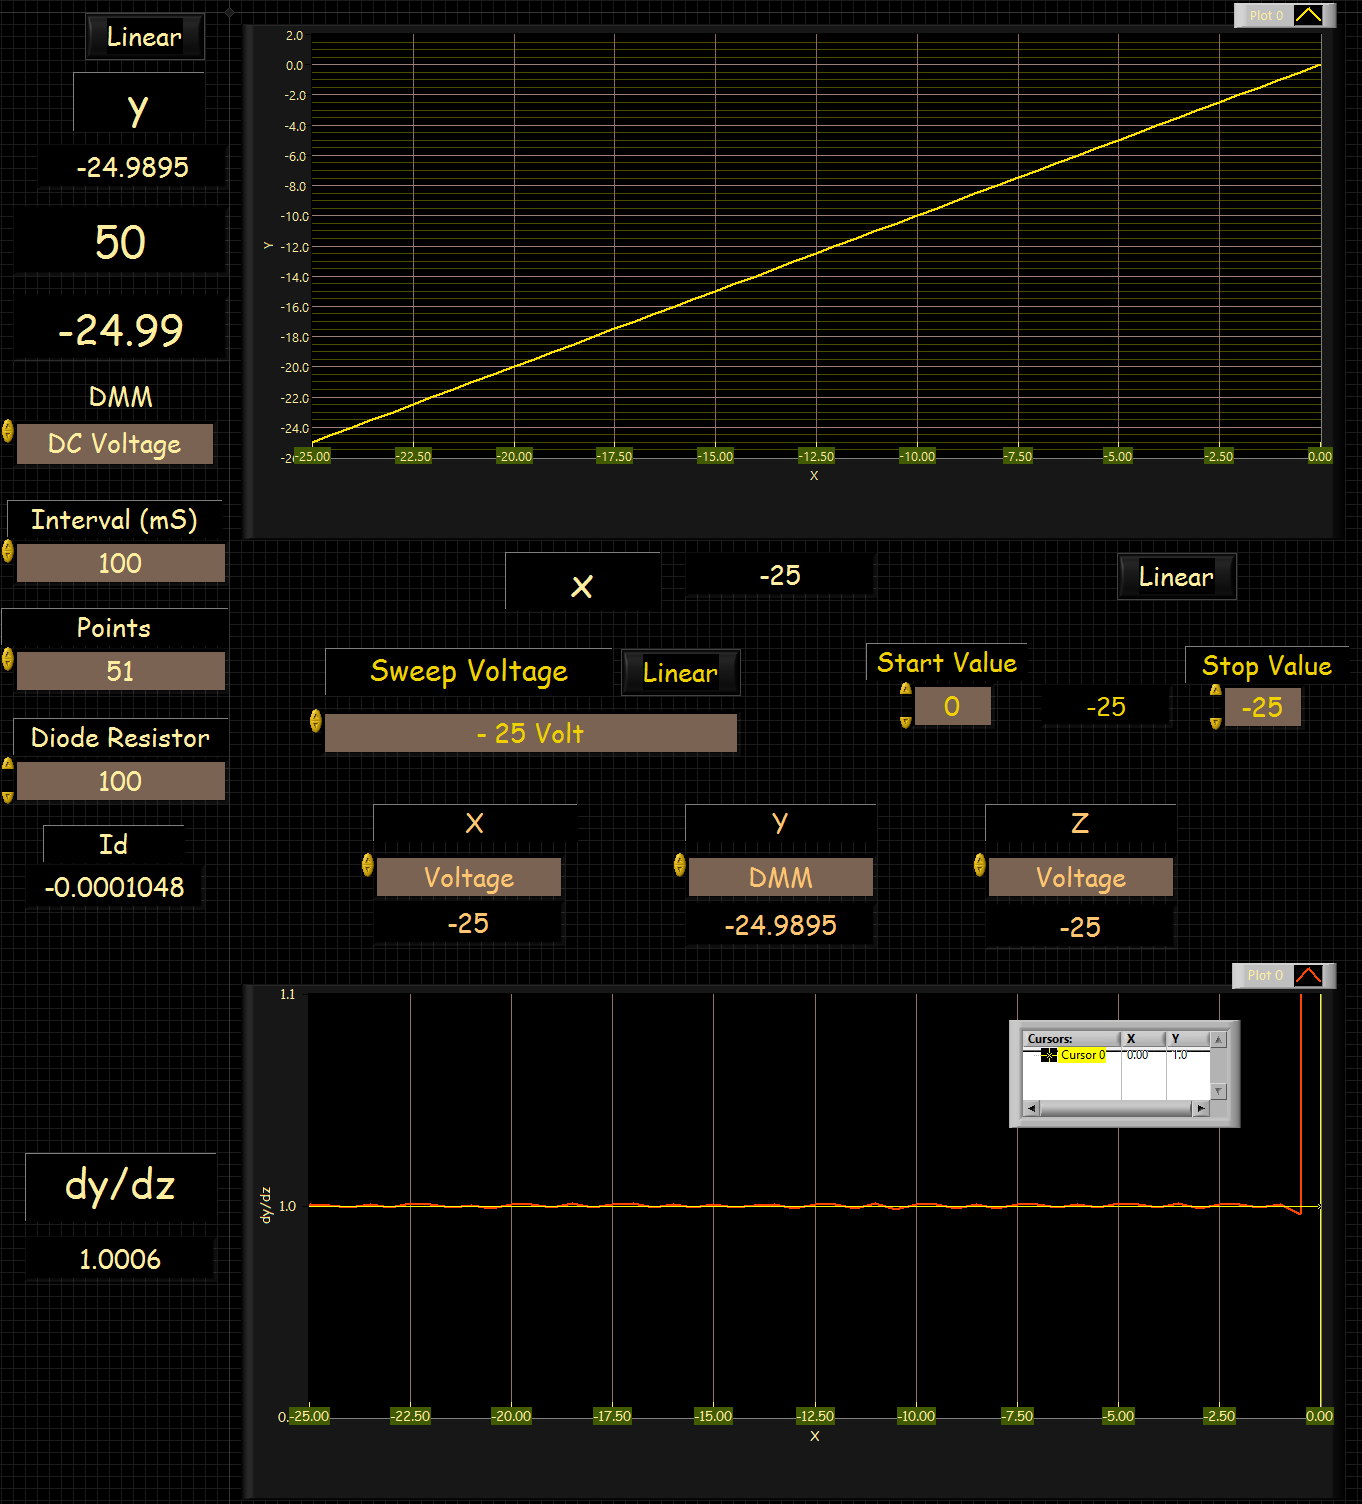 Linear
Plot 0
y
-24.9895
50
-24.99
DMM
DC Voltage
Interval (mS)
100
Points
51
Diode Resistor
100
Id
-0.0001048
2.0
0.0
-2.0
-4.0
-6.0
-8.0
-10.0
Y
-12.0
-14.0
-16.0
-18.0
-20.0
-22.0
-24.0
-25.00 -22.50 -20.00 -17.50 -15.00 -12.50 -10.00 -7.50 -5.00 -2.50 0.00
X
x
-25
Linear
Sweep Voltage
Linear
- 25 Volt
Start Value
0
-25
Stop Value
-25
X
Voltage
-25
Y
DMM
-24.9895
Z
Voltage
-25
Plot 0
1.1
Cursors: X Y
Cursor 0 0.00 1.0
dy/dz
1.0006
dy/dz
1.0
-25.00 -22.50 -20.00 -17.50 -15.00 -12.50 -10.00 -7.50 -5.00 -2.50 0.00
X